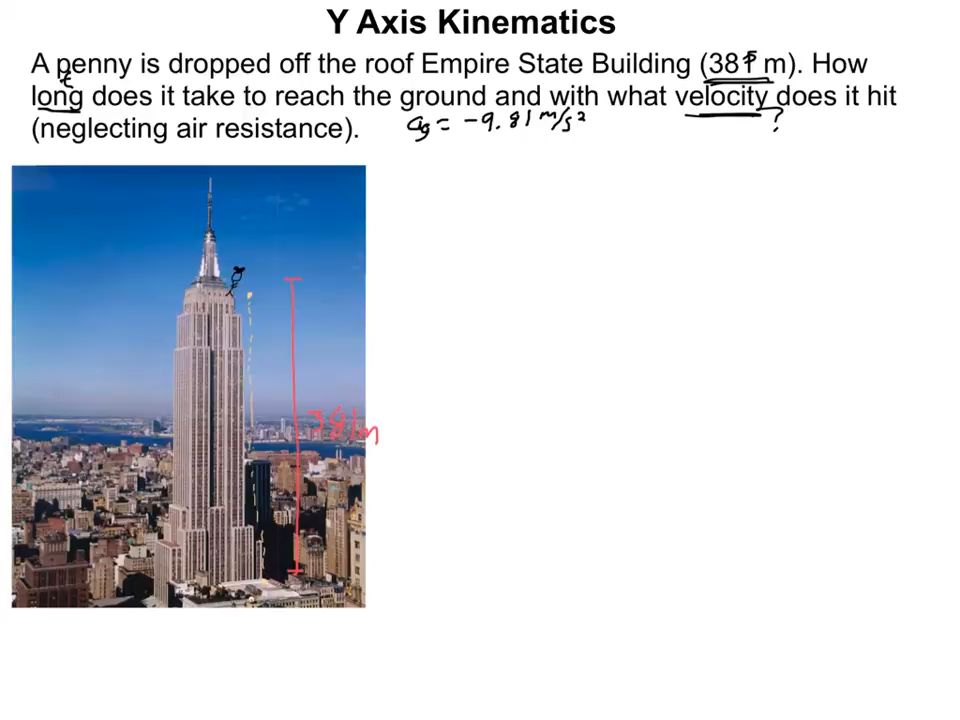 Y Axis Kinematics
A penny is dropped off the roof Empire State Building (381 m). How
t
long does it take to reach the ground and with what velocity does it hit
(neglecting air resistance). ag = -9.81 m/s² ?
381m